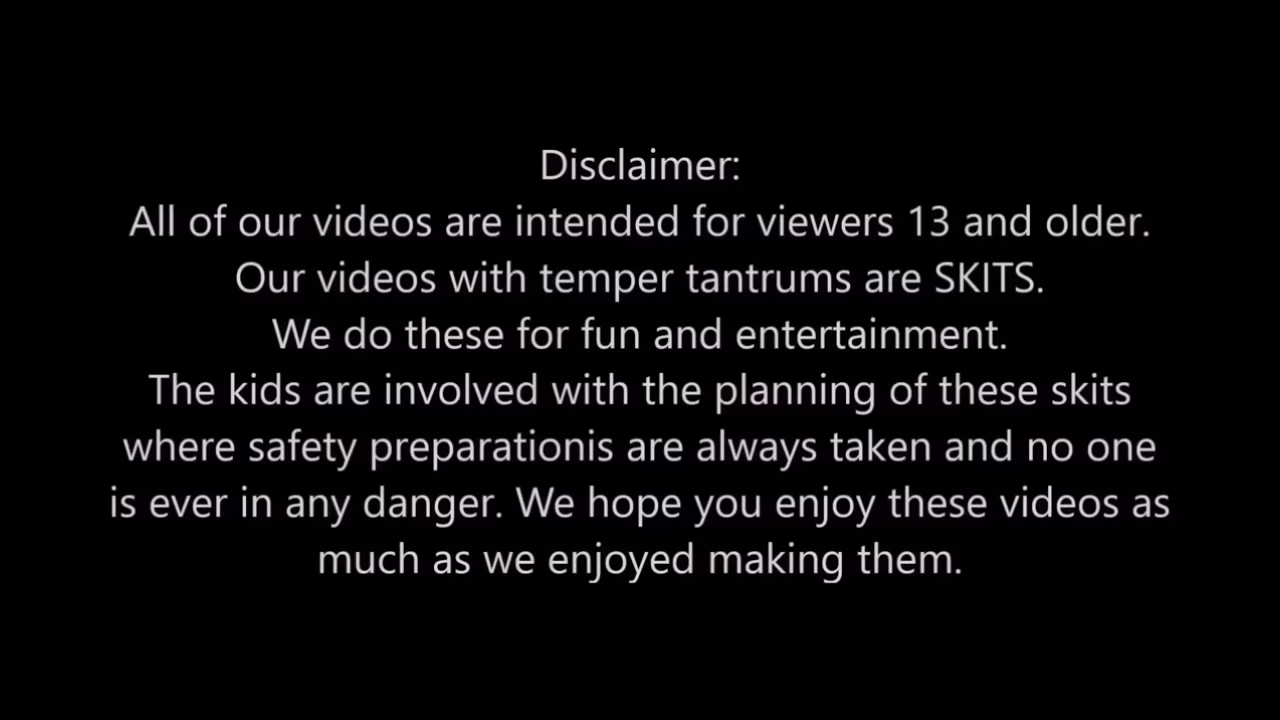 Disclaimer:
All of our videos are intended for viewers 13 and older.
Our videos with temper tantrums are SKITS.
We do these for fun and entertainment.
The kids are involved with the planning of these skits
where safety preparationis are always taken and no one
is ever in any danger. We hope you enjoy these videos as
much as we enjoyed making them.